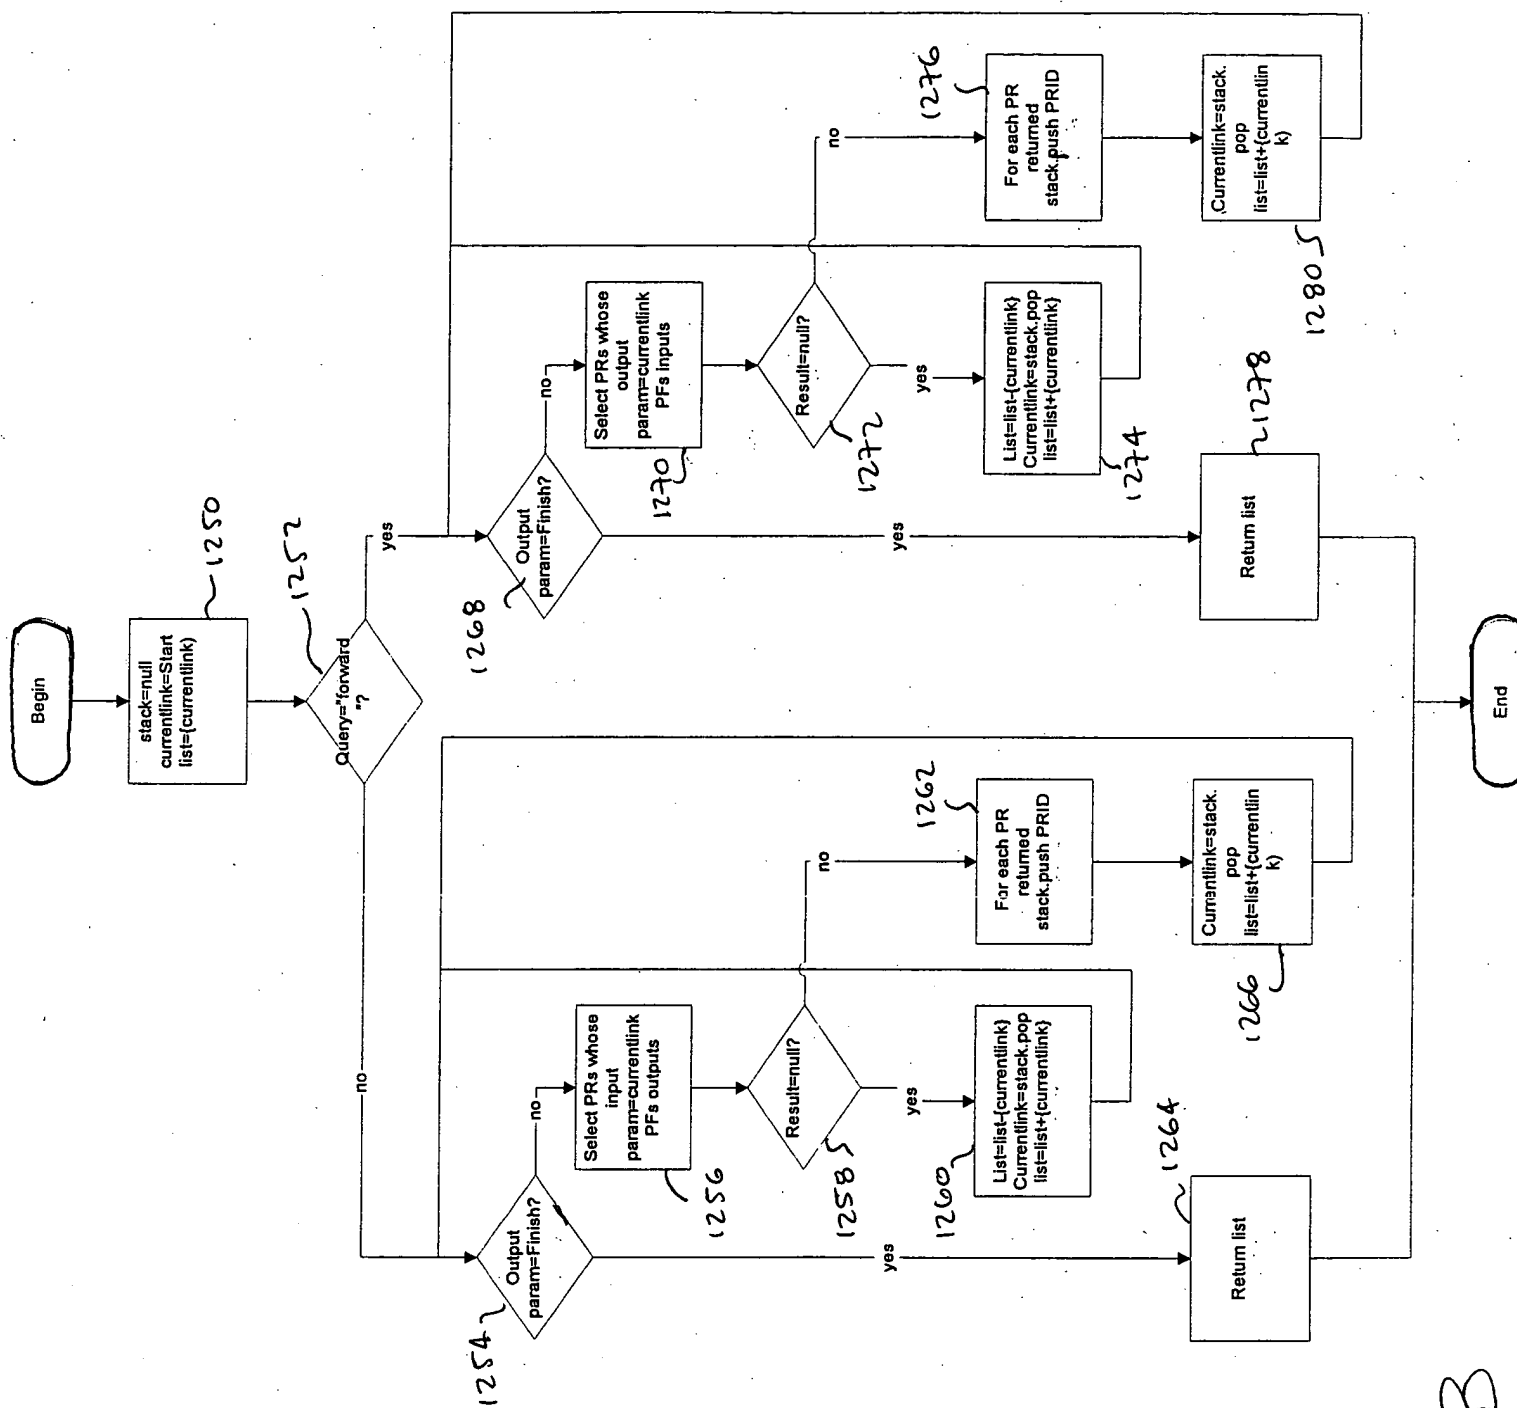 Begin
stack=null
currentlink=Start
list={currentlink)
1250
Query="forward
"?
1252
no
yes
Output
param=Finish?
1254
no
Select PRs whose
input
param=currentlink
PFs outputs
1256
Result=null?
1258
yes
List=list-{currentlink}
Currentlink=stack.pop
list=list+{currentlink}
1260
no
For each PR
returned
stack.push PRID
1262
Currentlink=stack.
pop
list=list+{currentlin
k)
1266
yes
Return list
1264
Output
param=Finish?
1268
no
Select PRs whose
output
param=currentlink
PFs Inputs
1270
Result=null?
1272
yes
List=list-{currentlink}
Currentlink=stack.pop
list=list+{currentlink}
1274
no
For each PR
returned
stack.push PRID
1276
Currentlink=stack.
pop
list=list+{currentlin
k)
1280
yes
Return list
1278
End
B